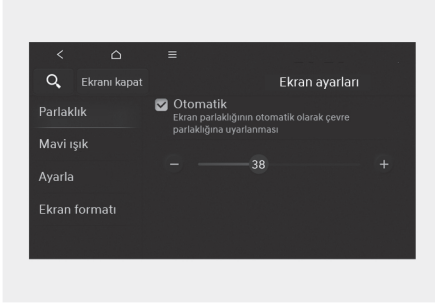 Ekranı kapat
Ekran ayarları
Parlaklık
Mavi ışık
Ayarla
Ekran formatı
Otomatik
Ekran parlaklığının otomatik olarak çevre
parlaklığına uyarlanması
− 38 +